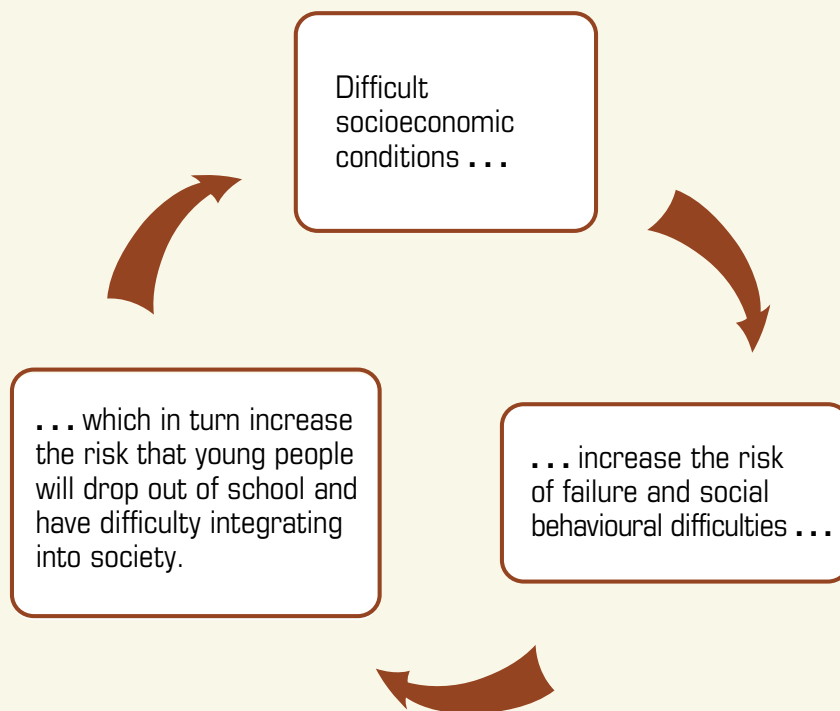 Difficult
socioeconomic
conditions . . .
. . . increase the risk
of failure and social
behavioural difficulties . . .
. . . which in turn increase
the risk that young people
will drop out of school and
have difficulty integrating
into society.